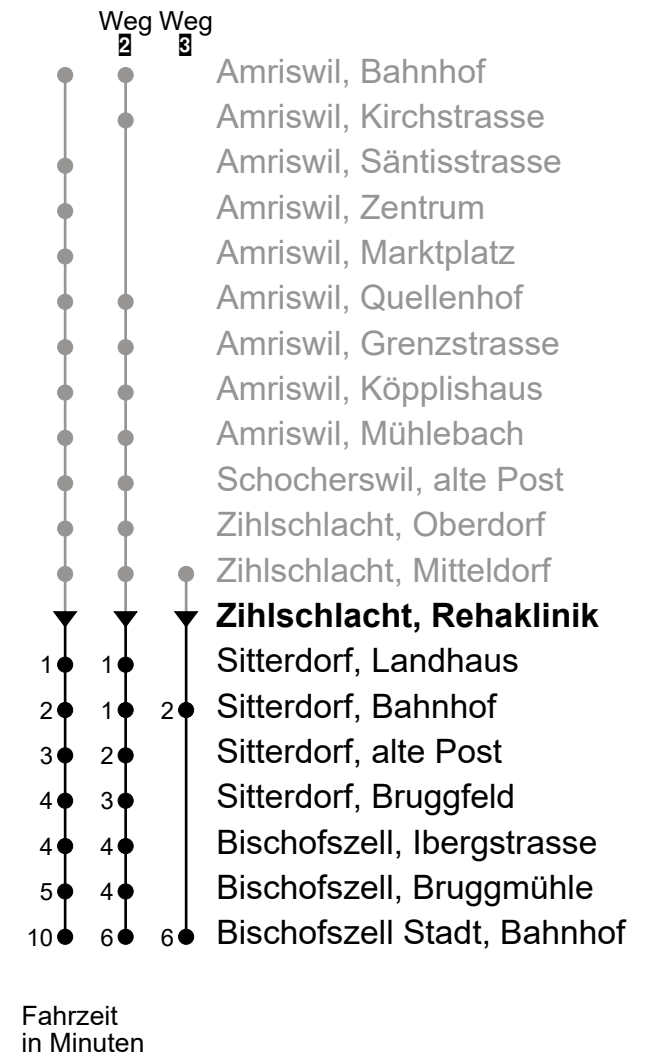 Weg Weg
2 3
Amriswil, Bahnhof
Amriswil, Kirchstrasse
Amriswil, Säntisstrasse
Amriswil, Zentrum
Amriswil, Marktplatz
Amriswil, Quellenhof
Amriswil, Grenzstrasse
Amriswil, Köpplishaus
Amriswil, Mühlebach
Schocherswil, alte Post
Zihlschlacht, Oberdorf
Zihlschlacht, Mitteldorf
Zihlschlacht, Rehaklinik
1 1 Sitterdorf, Landhaus
2 1 2 Sitterdorf, Bahnhof
3 2 Sitterdorf, alte Post
4 3 Sitterdorf, Bruggfeld
4 4 Bischofszell, Ibergstrasse
5 4 Bischofszell, Bruggmühle
10 6 6 Bischofszell Stadt, Bahnhof
Fahrzeit
in Minuten